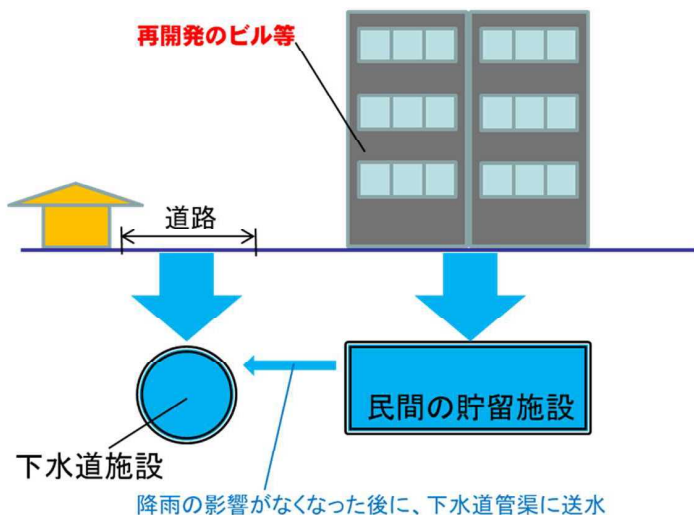 再開発のビル等
道路
民間の貯留施設
下水道施設
降雨の影響がなくなった後に、下水道管渠に送水